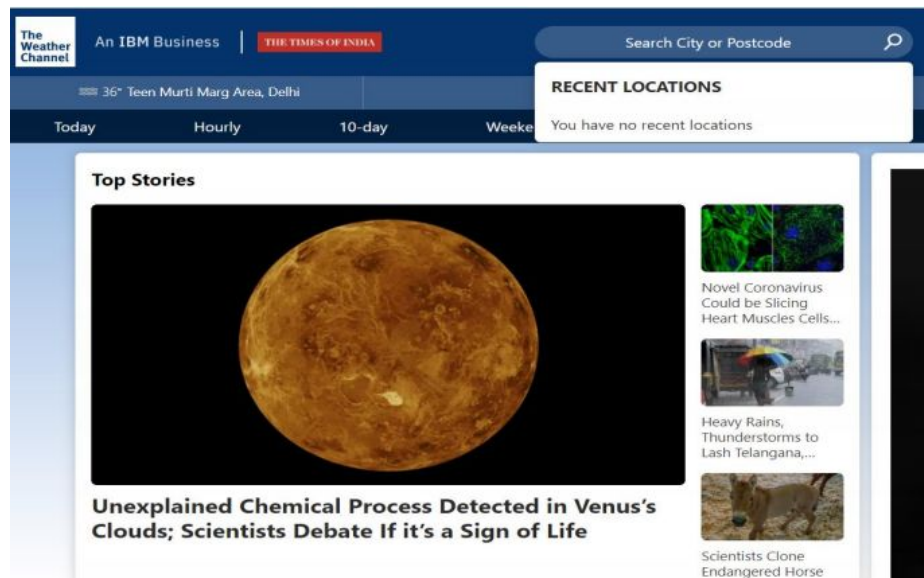 The
Weather
Channel
An IBM Business
THE TIMES OF INDIA
Search City or Postcode
36° Teen Murti Marg Area, Delhi
RECENT LOCATIONS
You have no recent locations
Today Hourly 10-day Weeke
Top Stories
Novel Coronavirus
Could be Slicing
Heart Muscles Cells...
Heavy Rains,
Thunderstorms to
Lash Telangana,...
Unexplained Chemical Process Detected in Venus's
Clouds; Scientists Debate If it's a Sign of Life
Scientists Clone
Endangered Horse